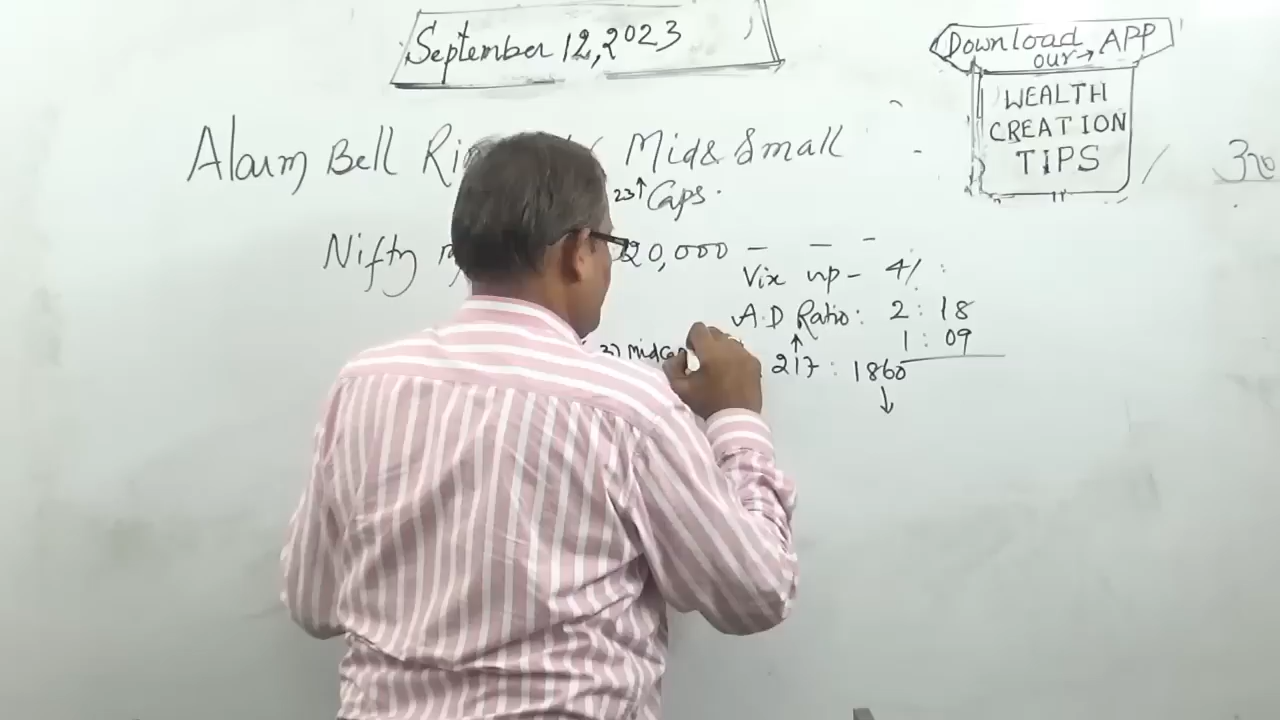 September 12, 2023
Download
our → APP
WEALTH
CREATION
TIPS
Alarm Bell Mid & Small
23↑ Caps.
Nifty 20,000 - - -
Vix up - 4%
A.D Ratio: 2 : 18
1 : 09
217 : 1860